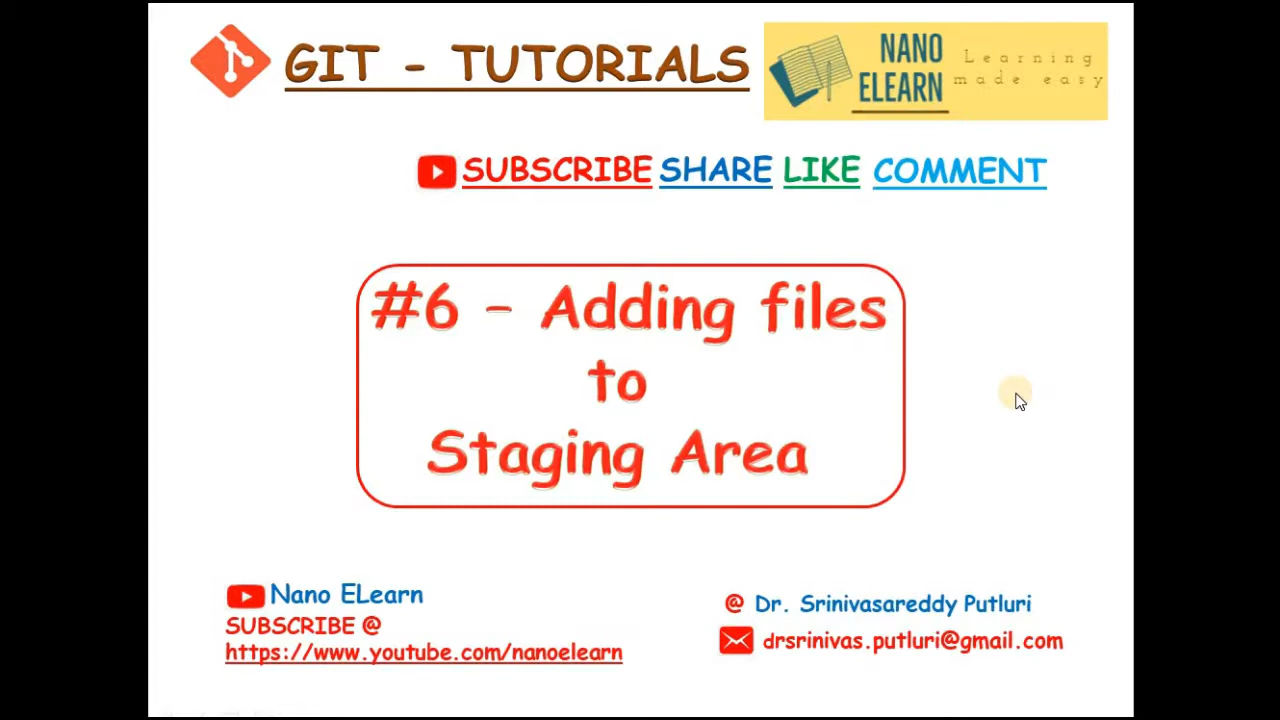 GIT - TUTORIALS
NANO ELEARN
Learning made easy
SUBSCRIBE SHARE LIKE COMMENT
#6 - Adding files
to
Staging Area
Nano ELearn
SUBSCRIBE @
https://www.youtube.com/nanoelearn
@ Dr. Srinivasareddy Putluri
drsrinivas.putluri@gmail.com